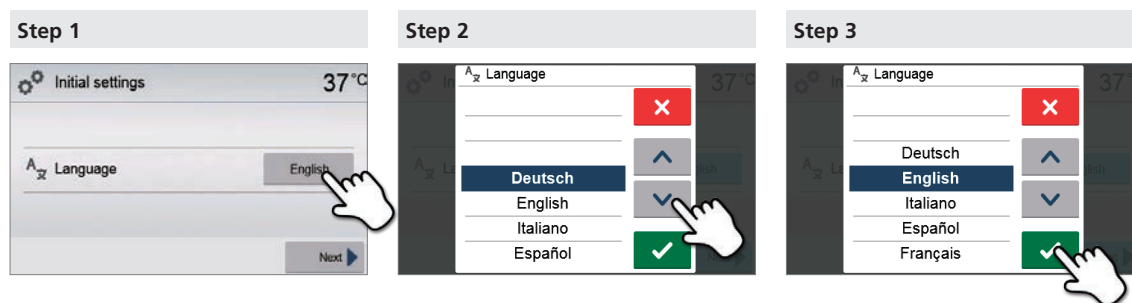 Step 1
Initial settings 37°C
Language English
Next
Step 2
Language
Deutsch
English
Italiano
Español
Step 3
Language
Deutsch
English
Italiano
Español
Français